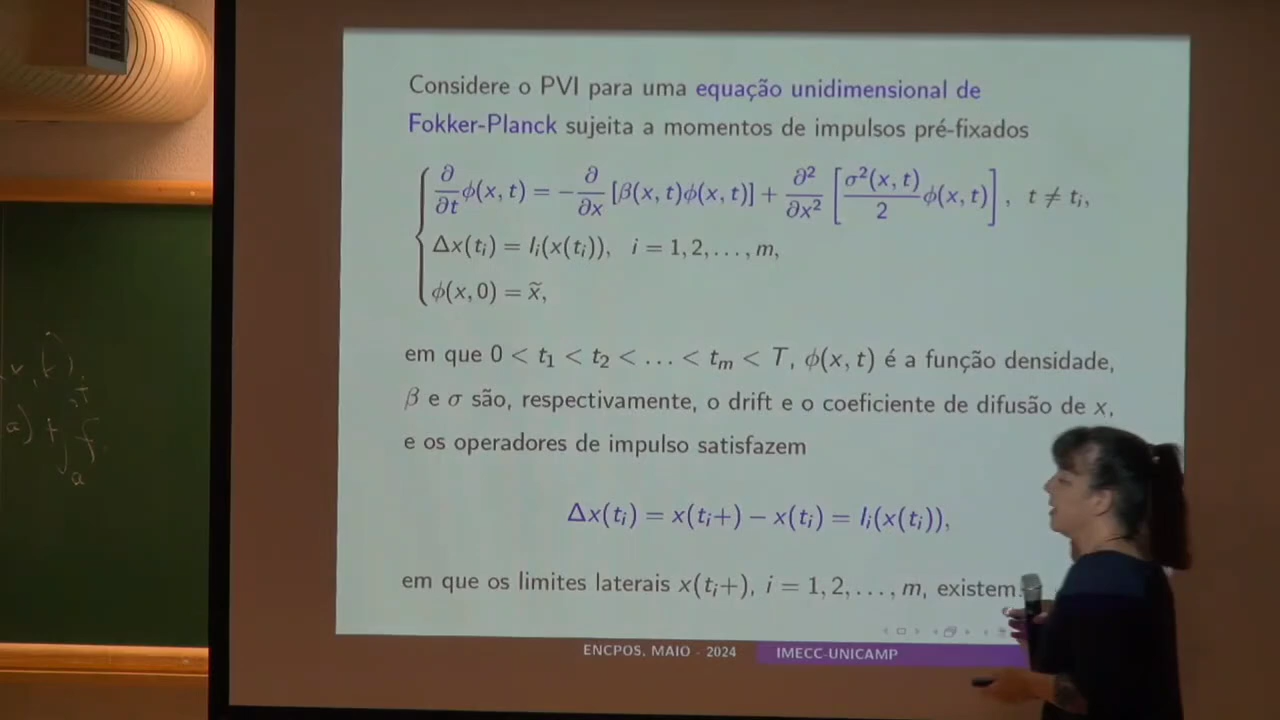 Considere o PVI para uma equação unidimensional de
Fokker-Planck sujeita a momentos de impulsos pré-fixados
∂/∂t ϕ(x, t) = −∂/∂x [β(x, t)ϕ(x, t)] + ∂²/∂x² [σ²(x, t)/2 ϕ(x, t)], t ≠ tᵢ,
Δx(tᵢ) = Iᵢ(x(tᵢ)), i = 1, 2, . . . , m,
ϕ(x, 0) = x̃,
em que 0 < t₁ < t₂ < . . . < tₘ < T, ϕ(x, t) é a função densidade,
β e σ são, respectivamente, o drift e o coeficiente de difusão de x,
e os operadores de impulso satisfazem
Δx(tᵢ) = x(tᵢ+) − x(tᵢ) = Iᵢ(x(tᵢ)),
em que os limites laterais x(tᵢ+), i = 1, 2, . . . , m, existem.
ENCPOS, MAIO - 2024 IMECC-UNICAMP